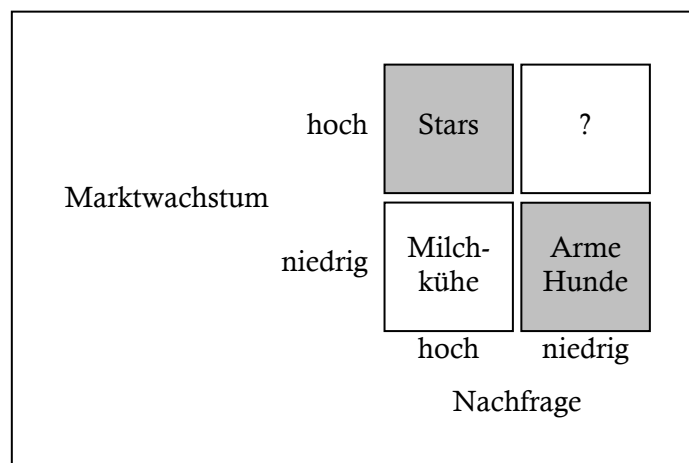 hoch
Stars
?
Marktwachstum
niedrig
Milch-
kühe
Arme
Hunde
hoch
niedrig
Nachfrage